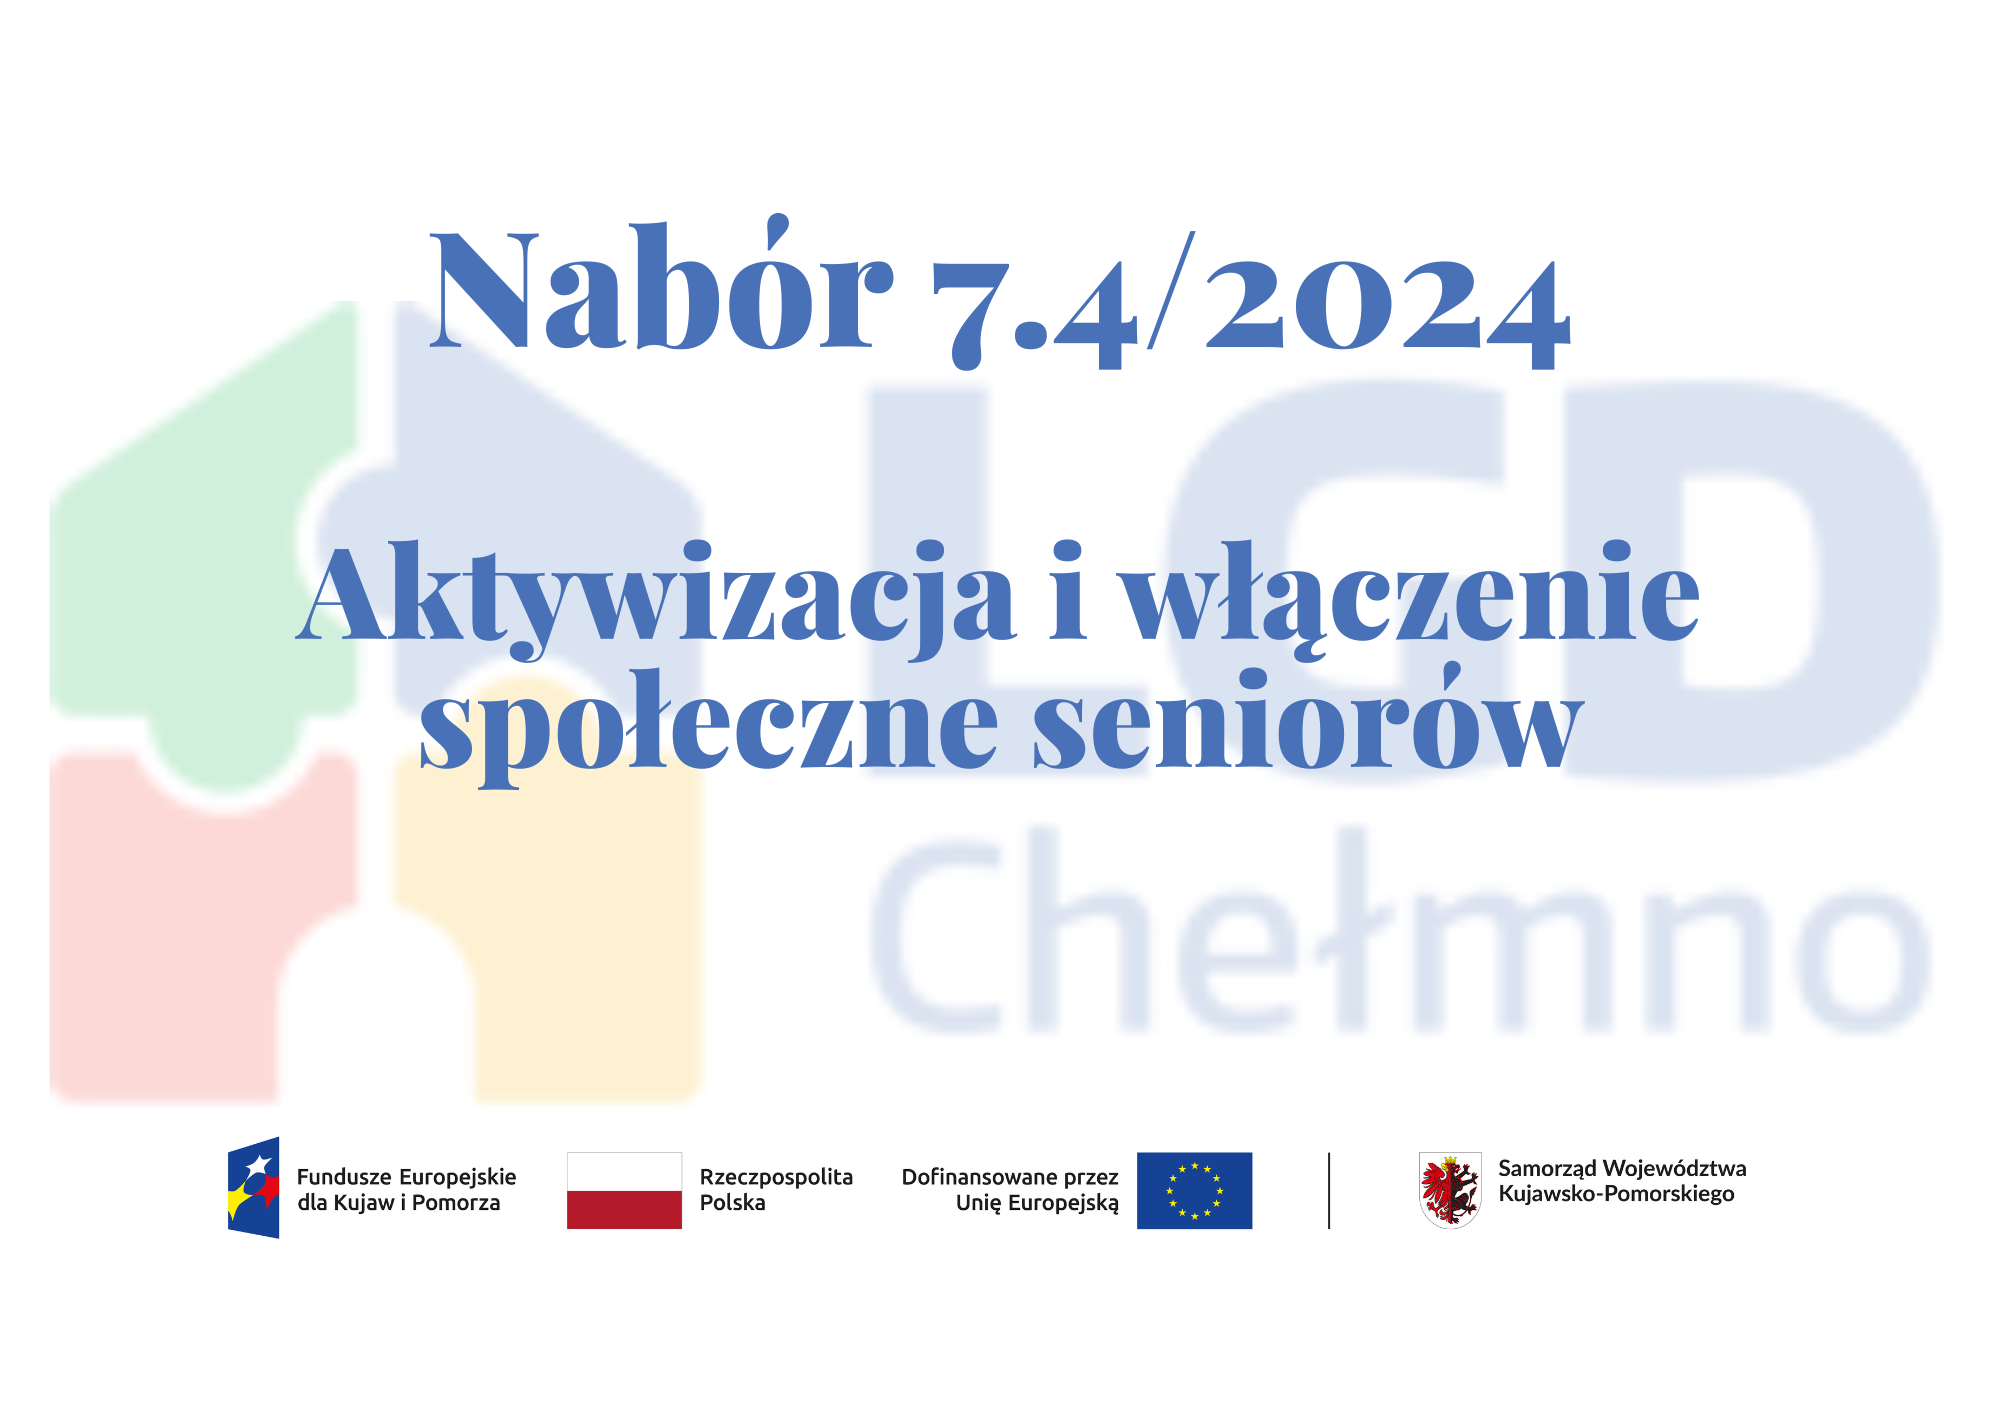 Nabór 7.4/2024
Aktywizacja i włączenie
społeczne seniorów
LGD
Chełmno
Fundusze Europejskie
dla Kujaw i Pomorza
Rzeczpospolita
Polska
Dofinansowane przez
Unię Europejską
Samorząd Województwa
Kujawsko-Pomorskiego